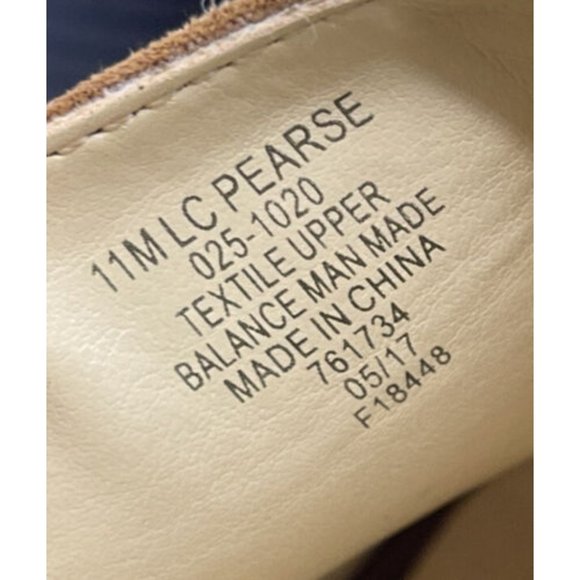 11M LC PEARSE
025-1020
TEXTILE UPPER
BALANCE MAN MADE
MADE IN CHINA
761734
05/17
F18448